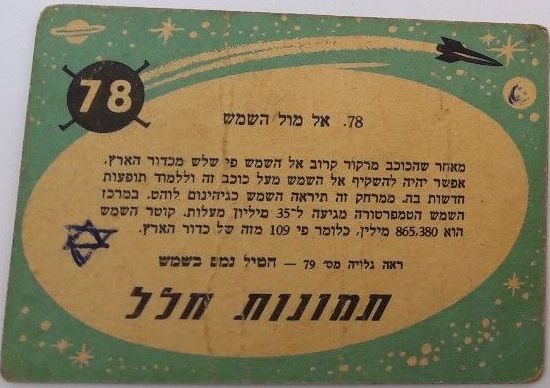 78
78. אל מול השמש
מאחר שהכוכב מרקור קרוב אל השמש פי שלש מכדור הארץ,
אפשר יהיה להשקיף אל השמש מעל כוכב זה וללמוד תופעות
חדשות בה. ממרחק זה תיראה השמש כגיהינום לוהט. במרכז
השמש הטמפרטורה מגיעה ל־35 מיליון מעלות. קוטר השמש
הוא 865,380 מילין, כלומר פי 109 מזה של כדור הארץ.
ראה גלויה מס׳ 79 — הטיל נמס בשמש
תמונות חלל